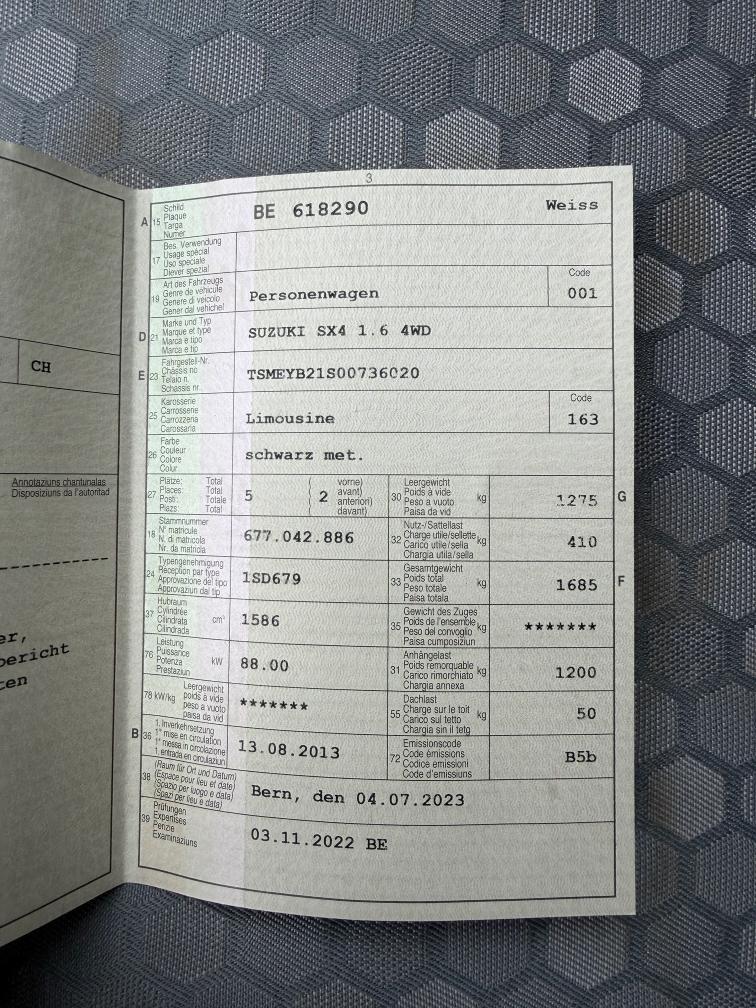 3
A 15 Schild
Plaque
Targa
Numer
BE 618290 Weiss
17 Bes. Verwendung
Usage spécial
Uso speciale
Diever spezial
19 Art des Fahrzeugs
Genre de véhicule
Genere di veicolo
Gener dal vehichel
Personenwagen
Code
001
D 21 Marke und Typ
Marque et type
Marca e tipo
Marca e tip
SUZUKI SX4 1.6 4WD
E 23 Fahrgestell-Nr.
Châssis no
Telaio n.
Schassis nr.
TSMEYB21S00736020
25 Karosserie
Carrosserie
Carrozzeria
Carossaria
Limousine
Code
163
26 Farbe
Couleur
Colore
Colur
schwarz met.
27 Plätze: Total
Places: Total
Posti: Totale
Plazs: Total
5
( 2 vorne)
avant)
anteriori)
davant)
30 Leergewicht
Poids à vide
Peso a vuoto
Paisa da vid
kg
1275 G
18 Stammnummer
N° matricule
N. di matricola
Nr. da matricla
677.042.886
32 Nutz-/Sattellast
Charge utile/sellette
Carico utile/sella
Chargia utila/sella
kg
410
24 Typengenehmigung
Réception par type
Approvazione del tipo
Approvaziun dal tip
1SD679
33 Gesamtgewicht
Poids total
Peso totale
Paisa totala
kg
1685 F
37 Hubraum
Cylindrée
Cilindrata
Cilindrada
cm³
1586
35 Gewicht des Zuges
Poids de l'ensemble
Peso del convoglio
Paisa cumposiziun
kg
*******
76 Leistung
Puissance
Potenza
Prestaziun
kW
88.00
31 Anhängelast
Poids remorquable
Carico rimorchiato
Chargia annexa
kg
1200
78 kW/kg Leergewicht
poids à vide
peso a vuoto
paisa da vid
*******
55 Dachlast
Charge sur le toit
Carico sul tetto
Chargia sin il tetg
kg
50
B 36 1. Inverkehrsetzung
1re mise en circulation
1a messa in circolazione
1. entrada en circulaziun
13.08.2013
72 Emissionscode
Code émissions
Codice emissioni
Code d'emissiuns
B5b
38 (Raum für Ort und Datum)
(Espace pour lieu et date)
(Spazio per luogo e data)
(Spazi per lieu e data)
Bern, den 04.07.2023
39 Prüfungen
Expertises
Perizie
Examinaziuns
03.11.2022 BE
CH
Annotaziuns chantunalas
Disposiziuns da l'autoritad
er,
bericht
ten